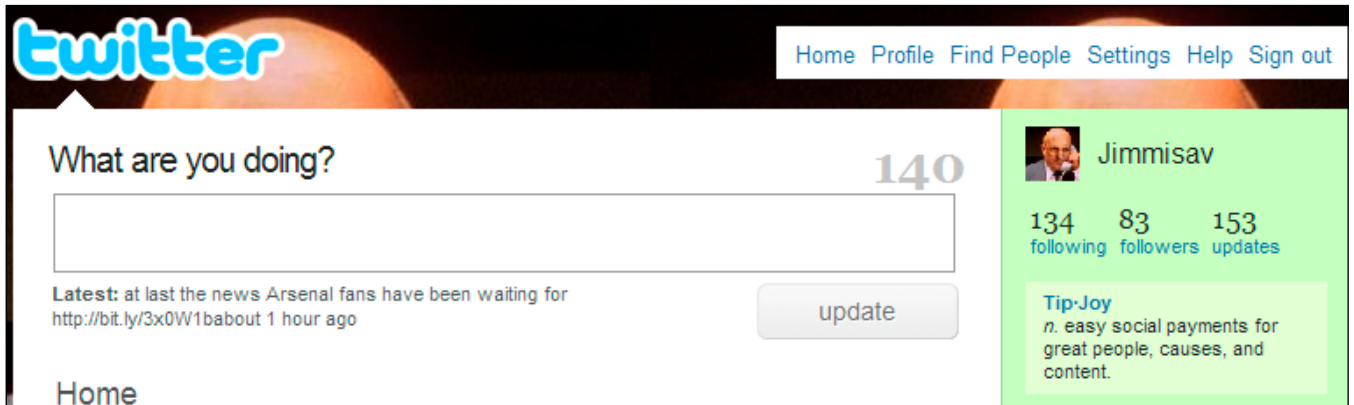 twitter
Home Profile Find People Settings Help Sign out
What are you doing?
140
Latest: at last the news Arsenal fans have been waiting for
http://bit.ly/3x0W1babout 1 hour ago
update
Home
Jimmisav
134 83 153
following followers updates
Tip·Joy
n. easy social payments for
great people, causes, and
content.